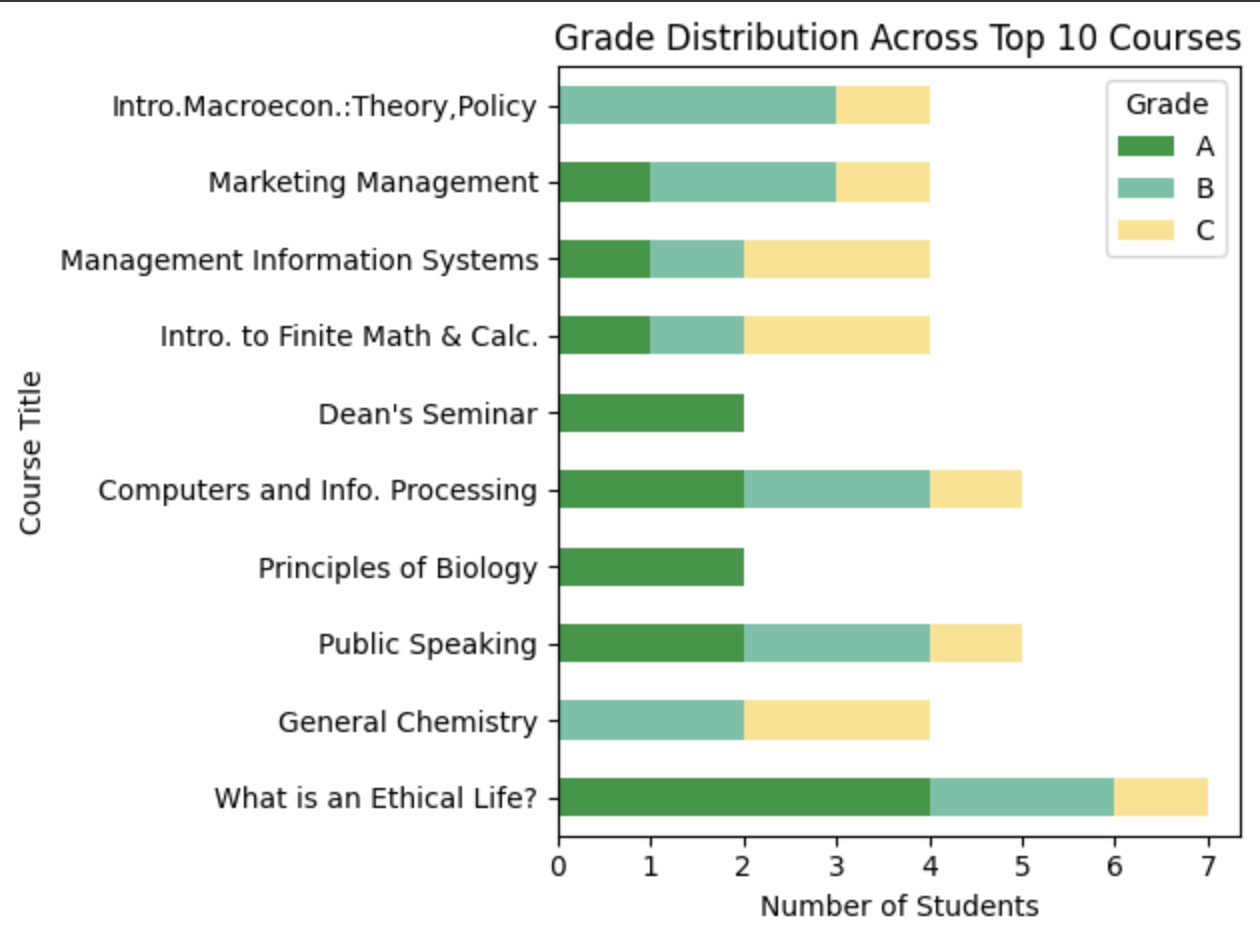 Grade Distribution Across Top 10 Courses
Intro.Macroecon.:Theory,Policy
Marketing Management
Management Information Systems
Intro. to Finite Math & Calc.
Dean's Seminar
Computers and Info. Processing
Principles of Biology
Public Speaking
General Chemistry
What is an Ethical Life?
Course Title
Grade
A
B
C
0 1 2 3 4 5 6 7
Number of Students